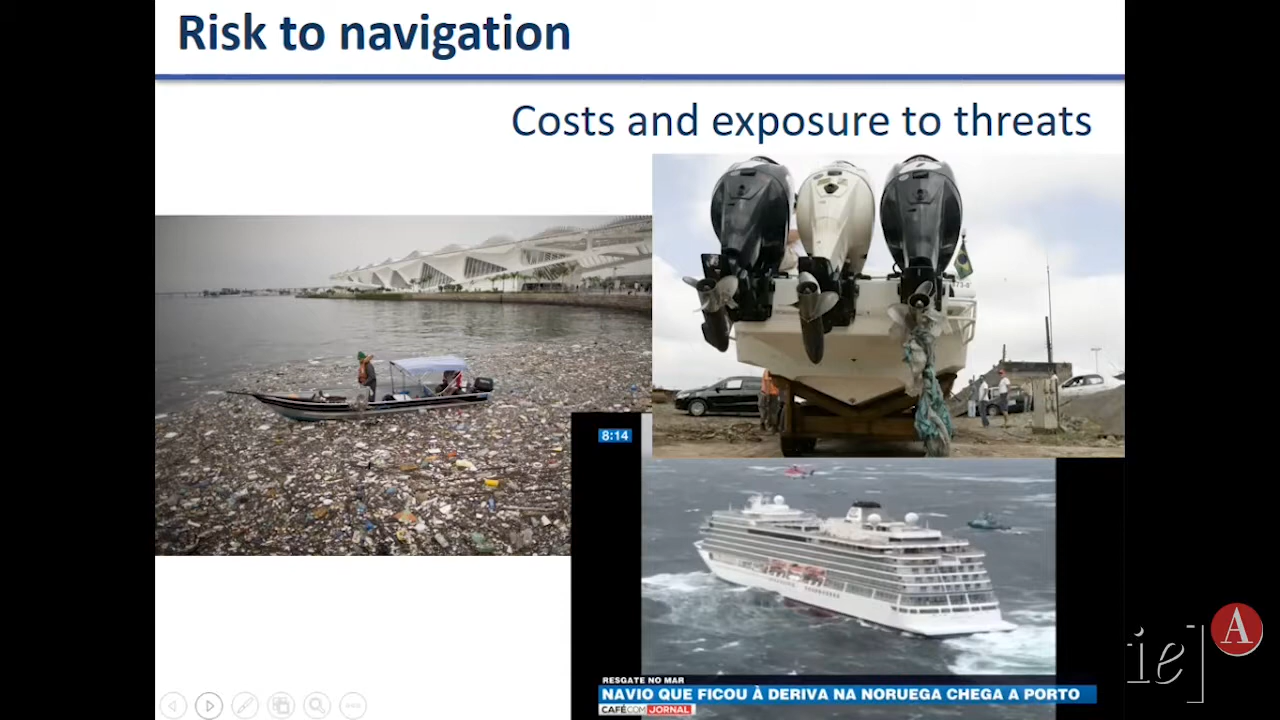 Risk to navigation
Costs and exposure to threats
8:14
RESGATE NO MAR
NAVIO QUE FICOU À DERIVA NA NORUEGA CHEGA A PORTO
CAFÉ COM JORNAL
ie]
A